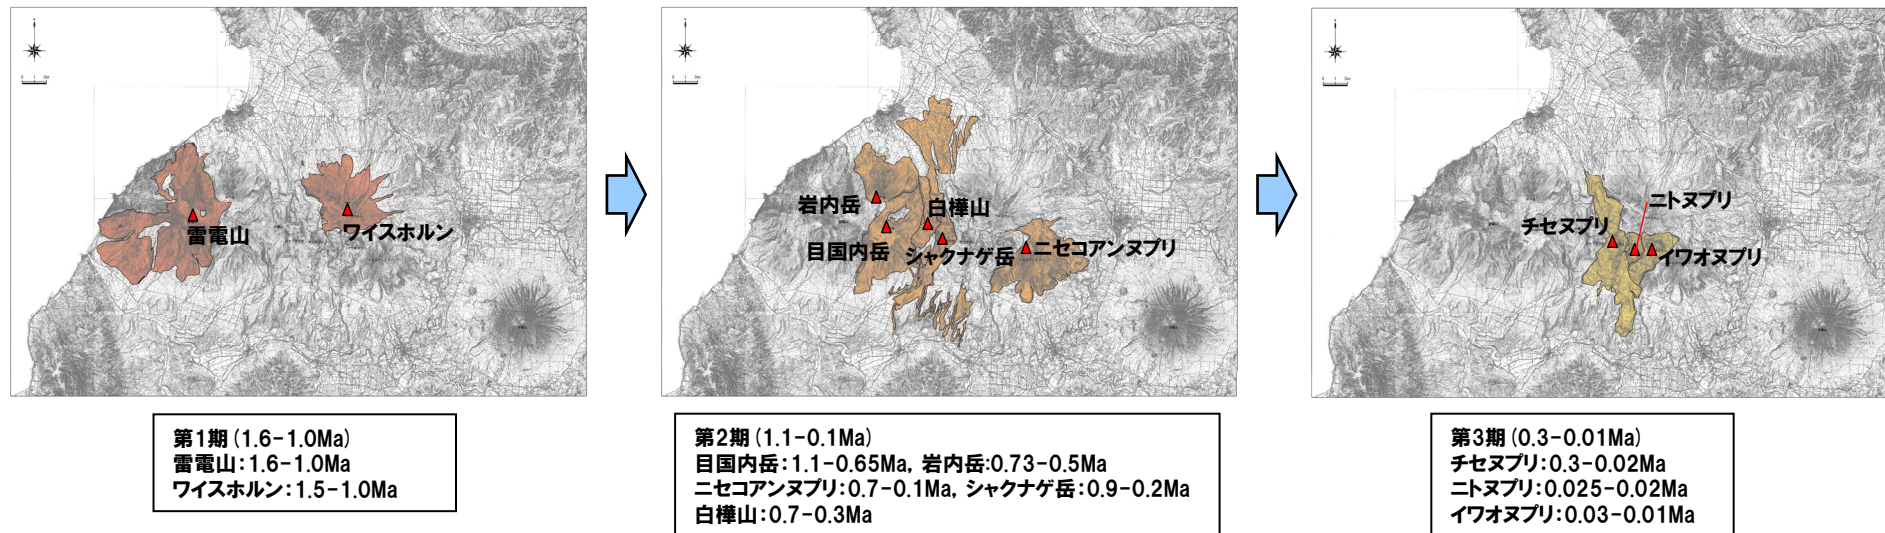 雷電山
ワイスホルン
岩内岳
白樺山
目国内岳
シャクナゲ岳
ニセコアンヌプリ
ニトヌプリ
チセヌプリ
イワオヌプリ
第1期(1.6-1.0Ma)
雷電山:1.6-1.0Ma
ワイスホルン:1.5-1.0Ma
第2期(1.1-0.1Ma)
目国内岳:1.1-0.65Ma, 岩内岳:0.73-0.5Ma
ニセコアンヌプリ:0.7-0.1Ma, シャクナゲ岳:0.9-0.2Ma
白樺山:0.7-0.3Ma
第3期(0.3-0.01Ma)
チセヌプリ:0.3-0.02Ma
ニトヌプリ:0.025-0.02Ma
イワオヌプリ:0.03-0.01Ma